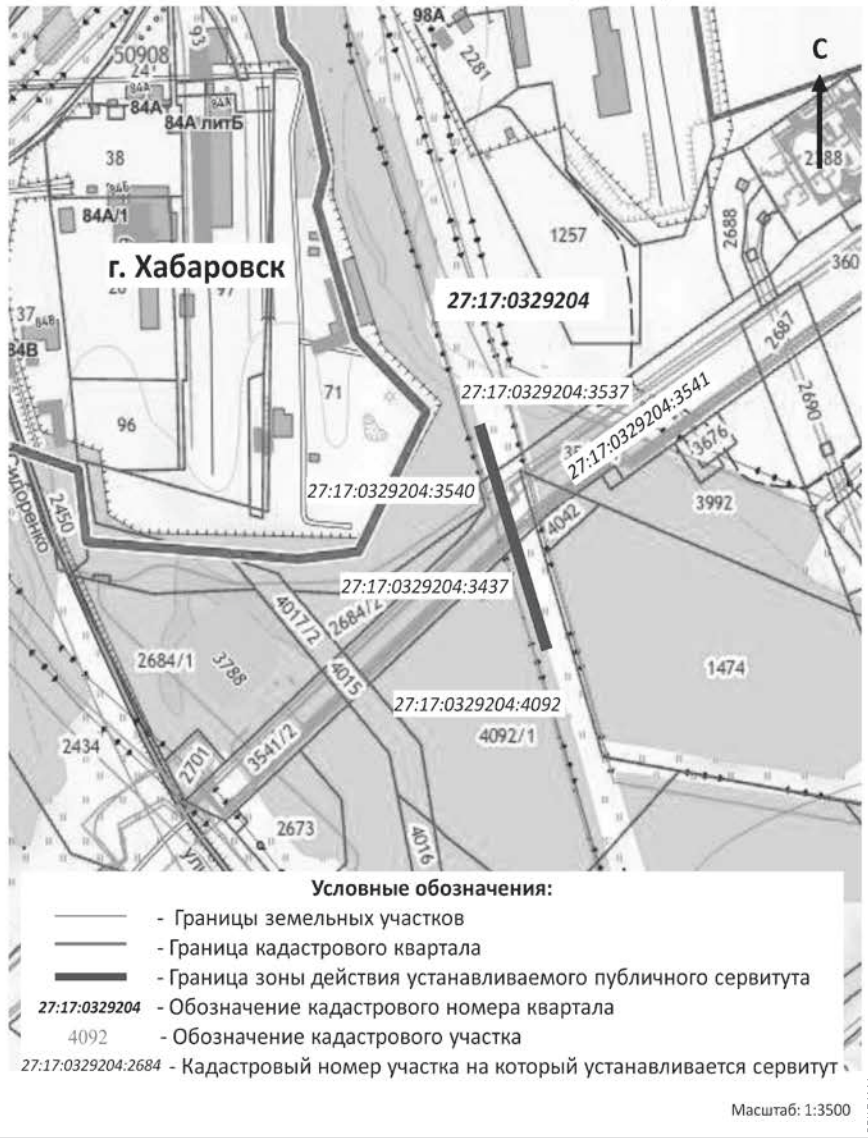 98А
93
50908
2281
С
24
84А
84А
84А
84А литБ
2388
38
84Б
84А/1
2688
1257
г. Хабаровск
360
97
27:17:0329204
37
84В
84В
2687
71
27:17:0329204:3537
27:17:0329204:3541
2690
96
3676
27:17:0329204:3540
3992
2450
4042
Сидоренко
27:17:0329204:3437
4017/2
2684/2
2684/1
3788
4015
1474
27:17:0329204:4092
2434
3541/2
4092/1
2701
2673
4016
Условные обозначения:
- Границы земельных участков
- Граница кадастрового квартала
- Граница зоны действия устанавливаемого публичного сервитута
27:17:0329204 - Обозначение кадастрового номера квартала
4092 - Обозначение кадастрового участка
27:17:0329204:2684 - Кадастровый номер участка на который устанавливается сервитут
Масштаб: 1:3500